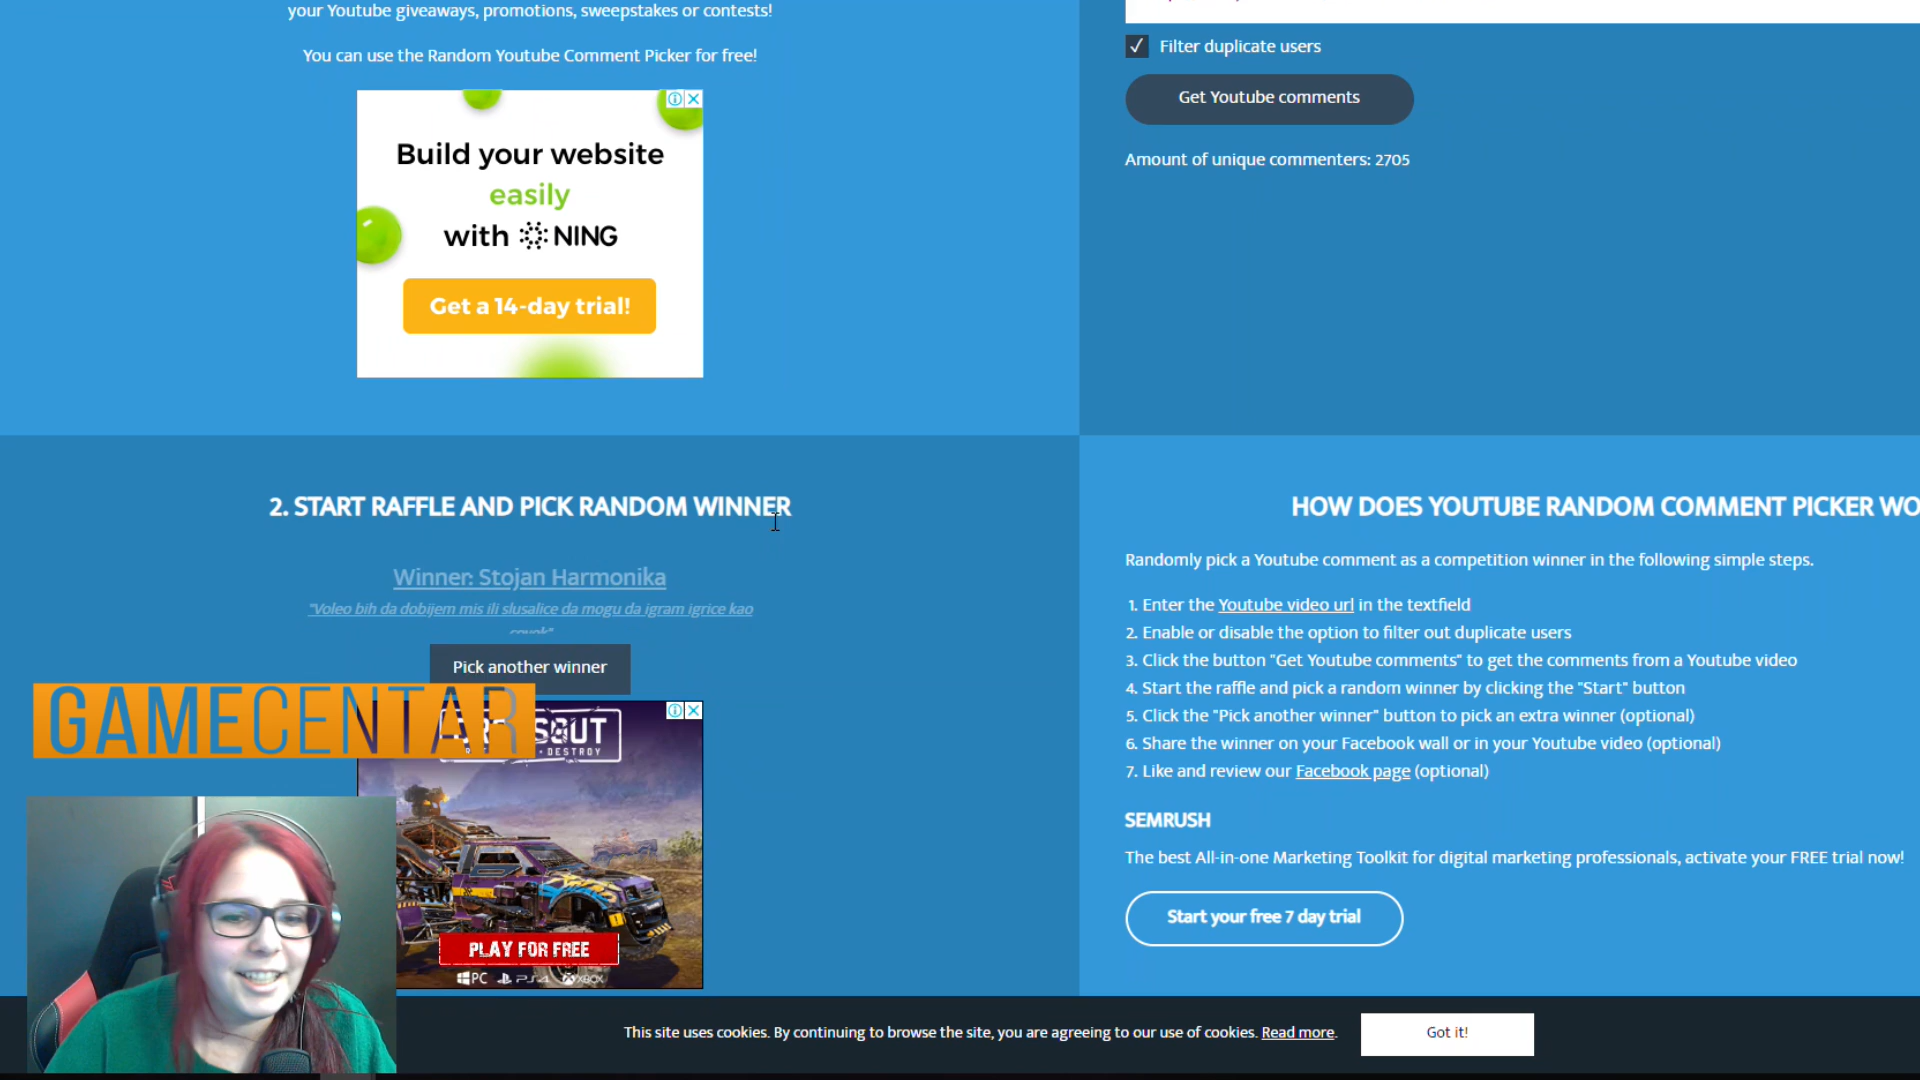 your Youtube giveaways, promotions, sweepstakes or contests!
You can use the Random Youtube Comment Picker for free!
Build your website
easily
with NING
Get a 14-day trial!
Filter duplicate users
Get Youtube comments
Amount of unique commenters: 2705
2. START RAFFLE AND PICK RANDOM WINNER
Winner: Stojan Harmonika
"Voleo bih da dobijem mis ili slusalice da mogu da igram igrice kao
Pick another winner
GAMECENTAR
PLAY FOR FREE
PC PS4 XBOX
HOW DOES YOUTUBE RANDOM COMMENT PICKER WO
Randomly pick a Youtube comment as a competition winner in the following simple steps.
1. Enter the Youtube video url in the textfield
2. Enable or disable the option to filter out duplicate users
3. Click the button "Get Youtube comments" to get the comments from a Youtube video
4. Start the raffle and pick a random winner by clicking the "Start" button
5. Click the "Pick another winner" button to pick an extra winner (optional)
6. Share the winner on your Facebook wall or in your Youtube video (optional)
7. Like and review our Facebook page (optional)
SEMRUSH
The best All-in-one Marketing Toolkit for digital marketing professionals, activate your FREE trial now!
Start your free 7 day trial
This site uses cookies. By continuing to browse the site, you are agreeing to our use of cookies. Read more.
Got it!